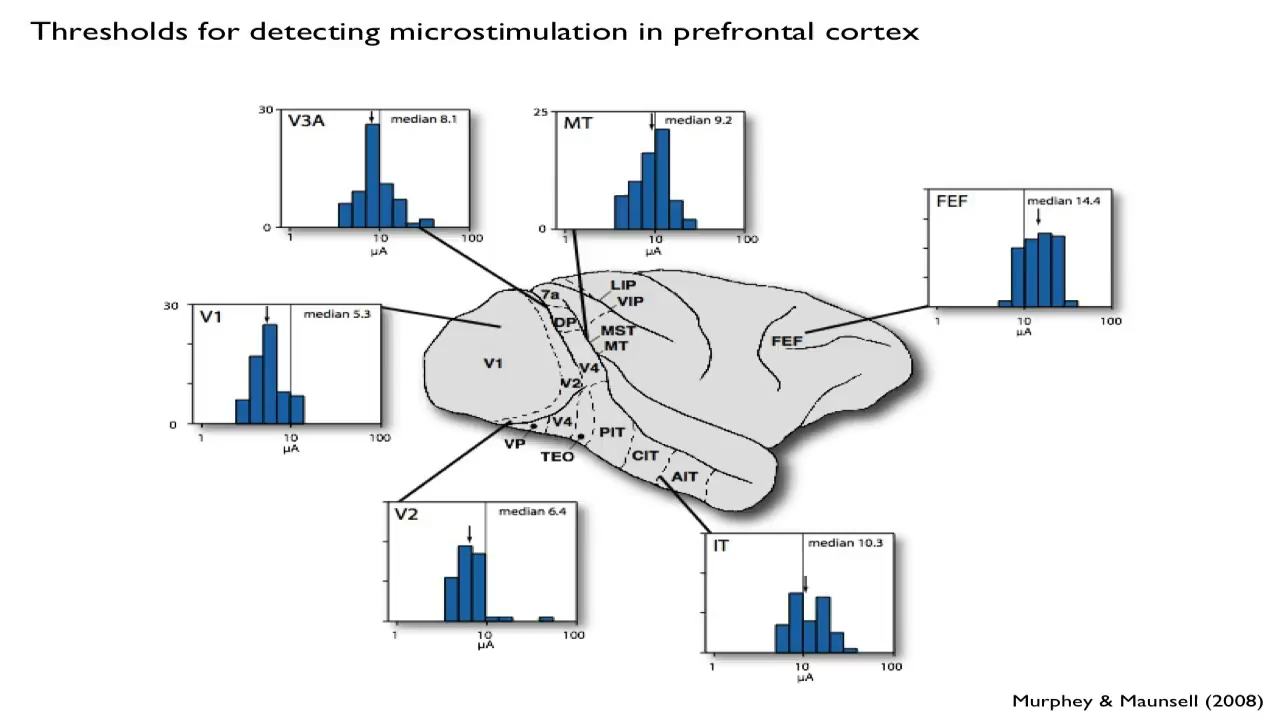 Thresholds for detecting microstimulation in prefrontal cortex
30
V3A
median 8.1
0
1
10
100
µA
25
MT
median 9.2
0
1
10
100
µA
FEF
median 14.4
1
10
100
µA
30
V1
median 5.3
0
1
10
100
µA
7a
LIP
VIP
DP
MST
MT
V1
V4
V2
FEF
V4
VP
PIT
TEO
CIT
AIT
V2
median 6.4
1
10
100
µA
IT
median 10.3
1
10
100
µA
Murphey & Maunsell (2008)